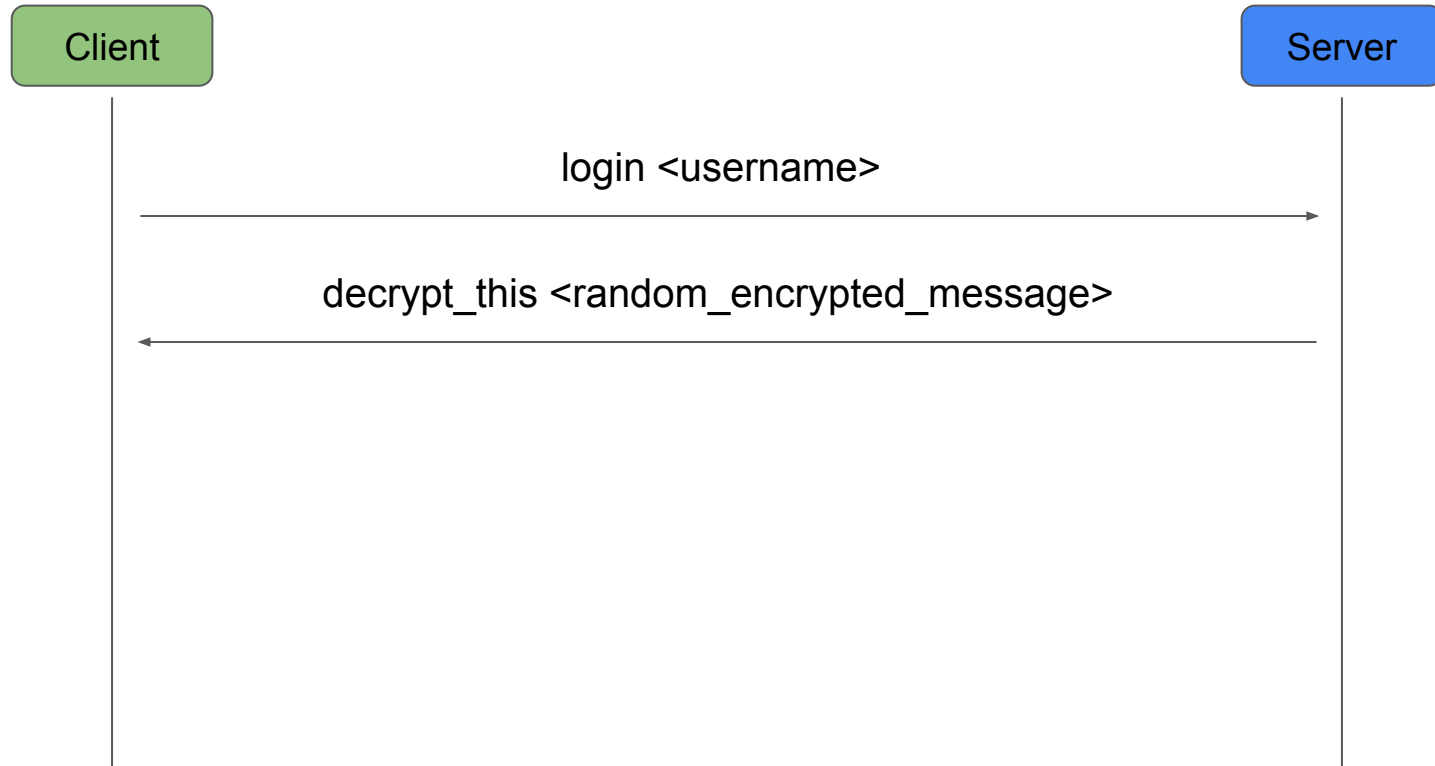 Client
Server
login <username>
decrypt_this <random_encrypted_message>